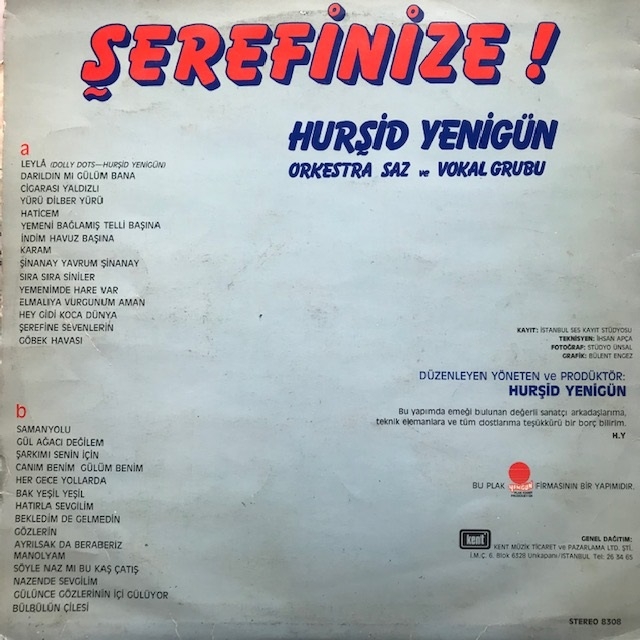 ŞEREFİNİZE !
HURŞİD YENİGÜN
ORKESTRA SAZ ve VOKAL GRUBU
a
LEYLÂ (DOLLY DOTS—HURŞİD YENİGÜN)
DARILDIN MI GÜLÜM BANA
CİGARASI YALDIZLI
YÜRÜ DİLBER YÜRÜ
HATİCEM
YEMENİ BAĞLAMIŞ TELLİ BAŞINA
İNDİM HAVUZ BAŞINA
KARAM
ŞİNANAY YAVRUM ŞİNANAY
SIRA SIRA SİNİLER
YEMENİMDE HARE VAR
ELMALIYA VURGUNUM AMAN
HEY GİDİ KOCA DÜNYA
ŞEREFİNE SEVENLERİN
GÖBEK HAVASI
KAYIT: İSTANBUL SES KAYIT STÜDYOSU
TEKNİSYEN: İHSAN APÇA
FOTOĞRAF: STÜDYO ÜNSAL
GRAFİK: BÜLENT ENGEZ
DÜZENLEYEN YÖNETEN ve PRODÜKTÖR:
HURŞİD YENİGÜN
Bu yapımda emeği bulunan değerli sanatçı arkadaşlarıma,
teknik elemanlara ve tüm dostlarıma teşükkürü bir borç bilirim.
H.Y
b
SAMANYOLU
GÜL AĞACI DEĞİLEM
ŞARKIMI SENİN İÇİN
CANIM BENİM GÜLÜM BENİM
HER GECE YOLLARDA
BAK YEŞİL YEŞİL
HATIRLA SEVGİLİM
BEKLEDİM DE GELMEDİN
GÖZLERİN
AYRILSAK DA BERABERİZ
MANOLYAM
SÖYLE NAZ MI BU KAŞ ÇATIŞ
NAZENDE SEVGİLİM
GÜLÜNCE GÖZLERİNİN İÇİ GÜLÜYOR
BÜLBÜLÜN ÇİLESİ
BU PLAK FİRMASININ BİR YAPIMIDIR.
GENEL DAĞITIM:
kent KENT MÜZİK TİCARET ve PAZARLAMA LTD. ŞTİ.
İ.M.Ç. 6. Blok 6329 Unkapanı/İSTANBUL Tel: 26 34 65
STEREO 8308